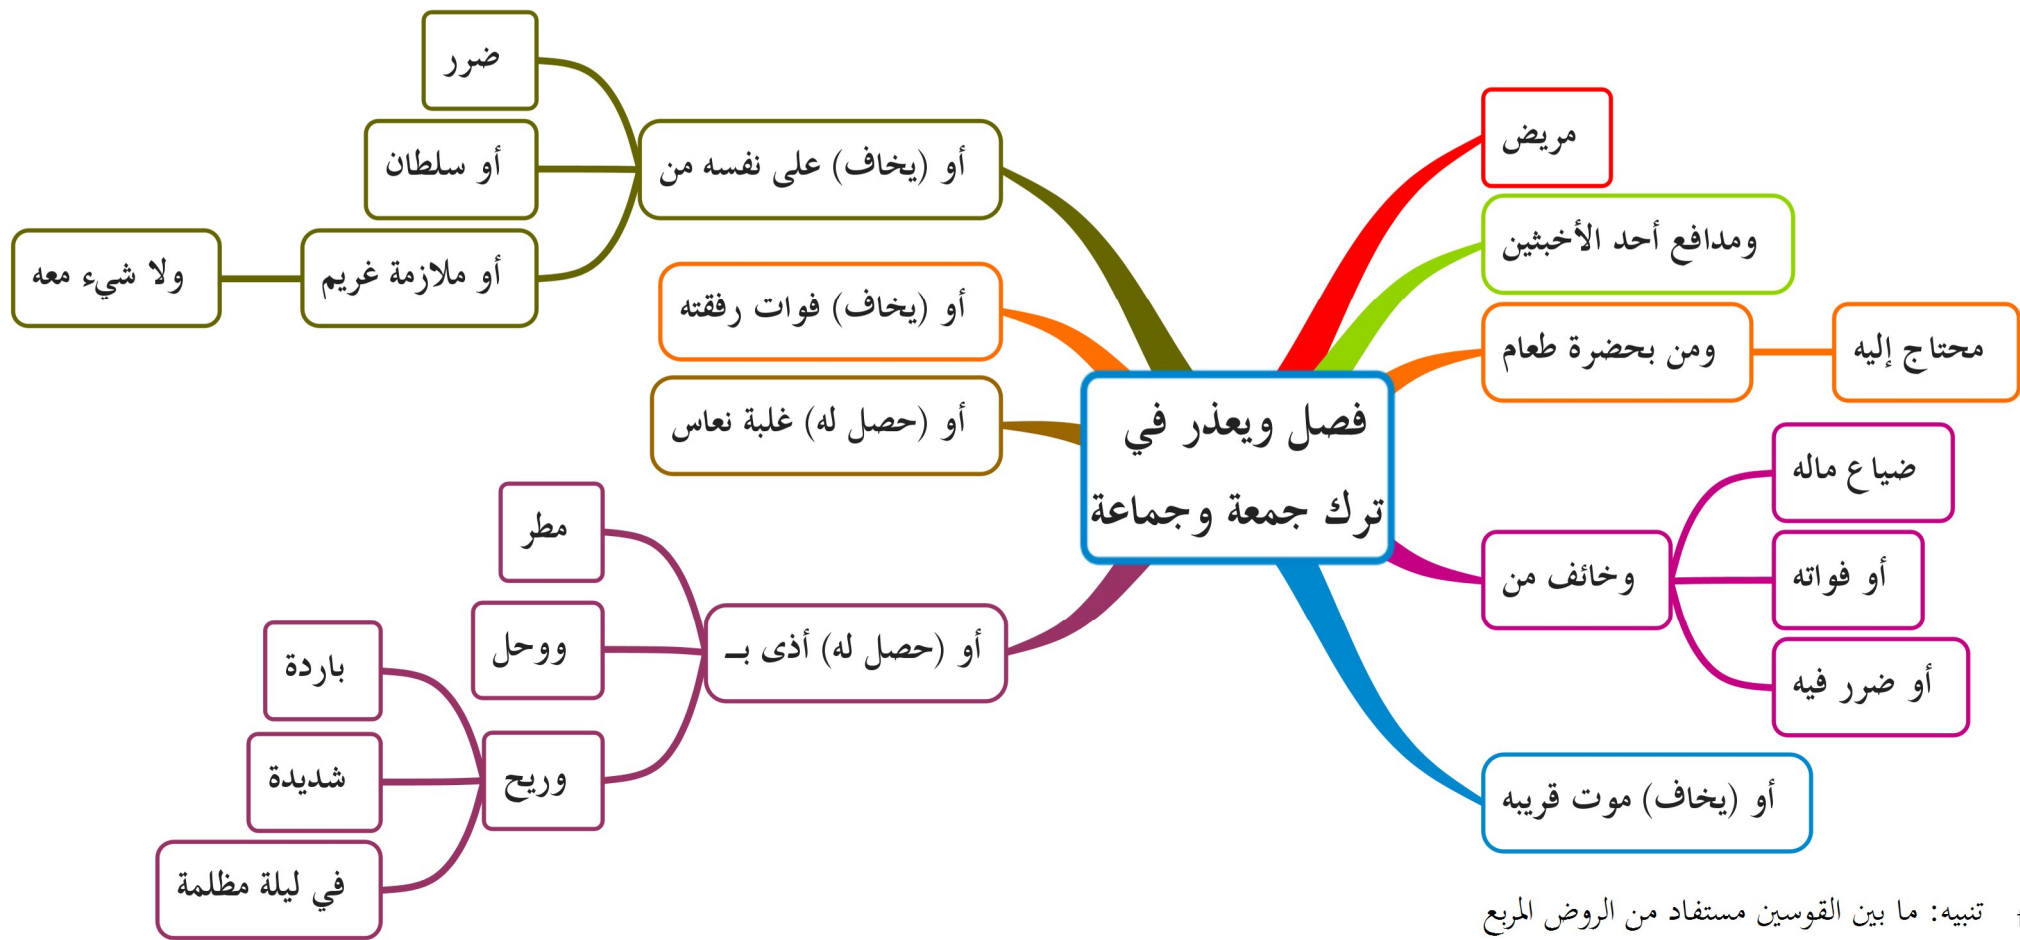 فصل ويعذر في
ترك جمعة وجماعة
مريض
ومدافع أحد الأخبثين
ومن بحضرة طعام
محتاج إليه
وخائف من
ضياع ماله
أو فواته
أو ضرر فيه
أو (يخاف) موت قريبه
أو (يخاف) على نفسه من
ضرر
أو سلطان
أو ملازمة غريم
ولا شيء معه
أو (يخاف) فوات رفقته
أو (حصل له) غلبة نعاس
أو (حصل له) أذى بـ
مطر
ووحل
وريح
باردة
شديدة
في ليلة مظلمة
تنبيه: ما بين القوسين مستفاد من الروض المربع